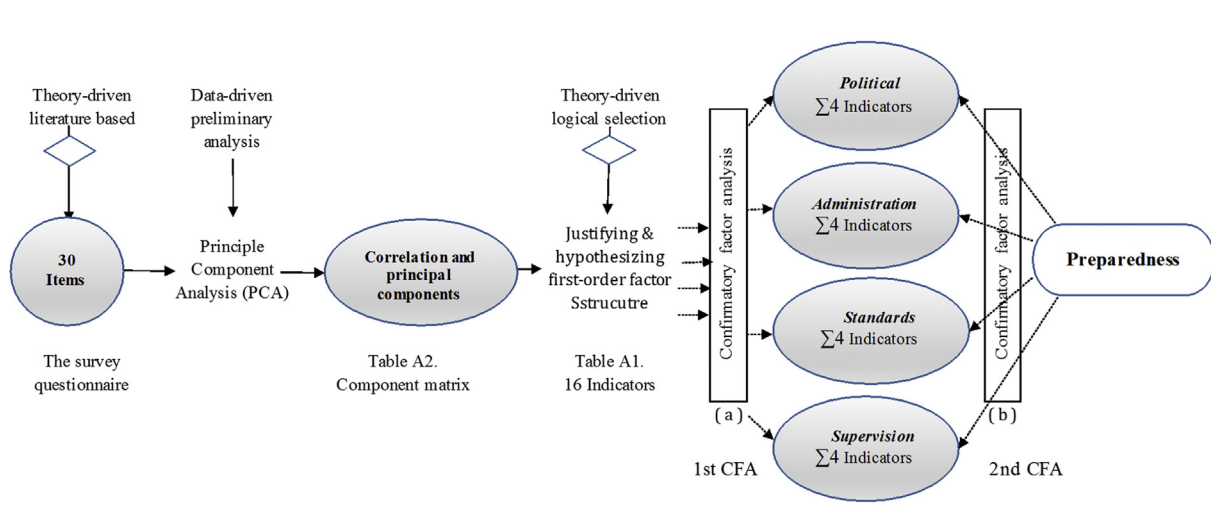 Theory-driven
literature based
30
Items
The survey
questionnaire
Data-driven
preliminary
analysis
Principle
Component
Analysis (PCA)
Correlation and
principal
components
Table A2.
Component matrix
Theory-driven
logical selection
Justifying &
hypothesizing
first-order factor
Sstrucutre
Table A1.
16 Indicators
Confirmatory factor analysis
( a )
1st CFA
Political
∑4 Indicators
Administration
∑4 Indicators
Standards
∑4 Indicators
Supervision
∑4 Indicators
Confirmatory factor analysis
( b )
2nd CFA
Preparedness